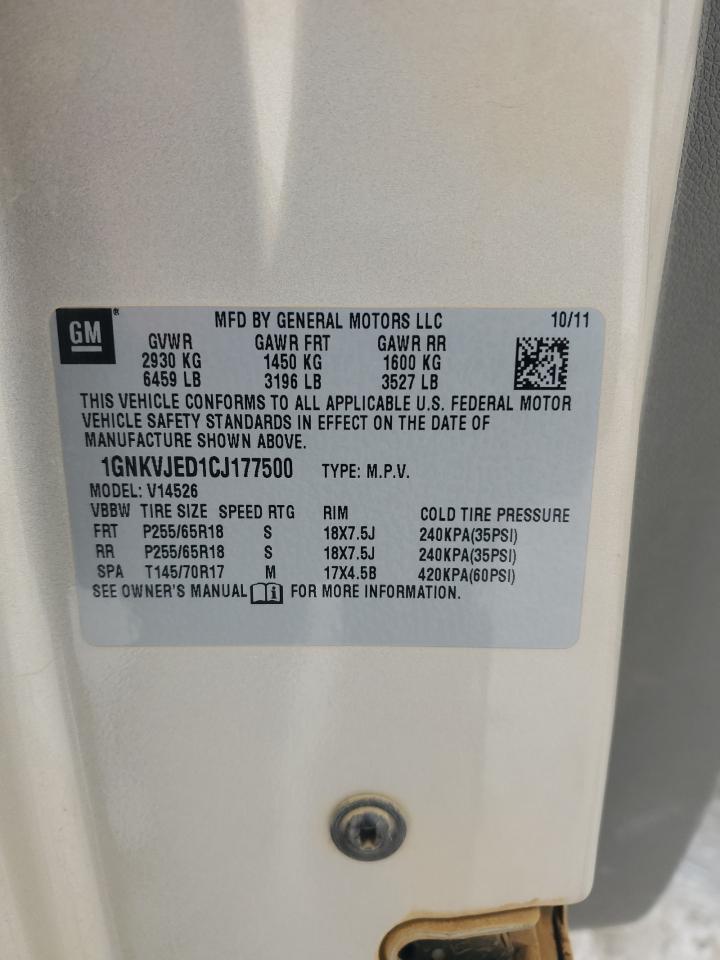 GM®
MFD BY GENERAL MOTORS LLC 10/11
GVWR GAWR FRT GAWR RR
2930 KG 1450 KG 1600 KG
6459 LB 3196 LB 3527 LB
THIS VEHICLE CONFORMS TO ALL APPLICABLE U.S. FEDERAL MOTOR
VEHICLE SAFETY STANDARDS IN EFFECT ON THE DATE OF
MANUFACTURE SHOWN ABOVE.
1GNKVJED1CJ177500 TYPE: M.P.V.
MODEL: V14526
VBBW TIRE SIZE SPEED RTG RIM COLD TIRE PRESSURE
FRT P255/65R18 S 18X7.5J 240KPA(35PSI)
RR P255/65R18 S 18X7.5J 240KPA(35PSI)
SPA T145/70R17 M 17X4.5B 420KPA(60PSI)
SEE OWNER'S MANUAL i FOR MORE INFORMATION.